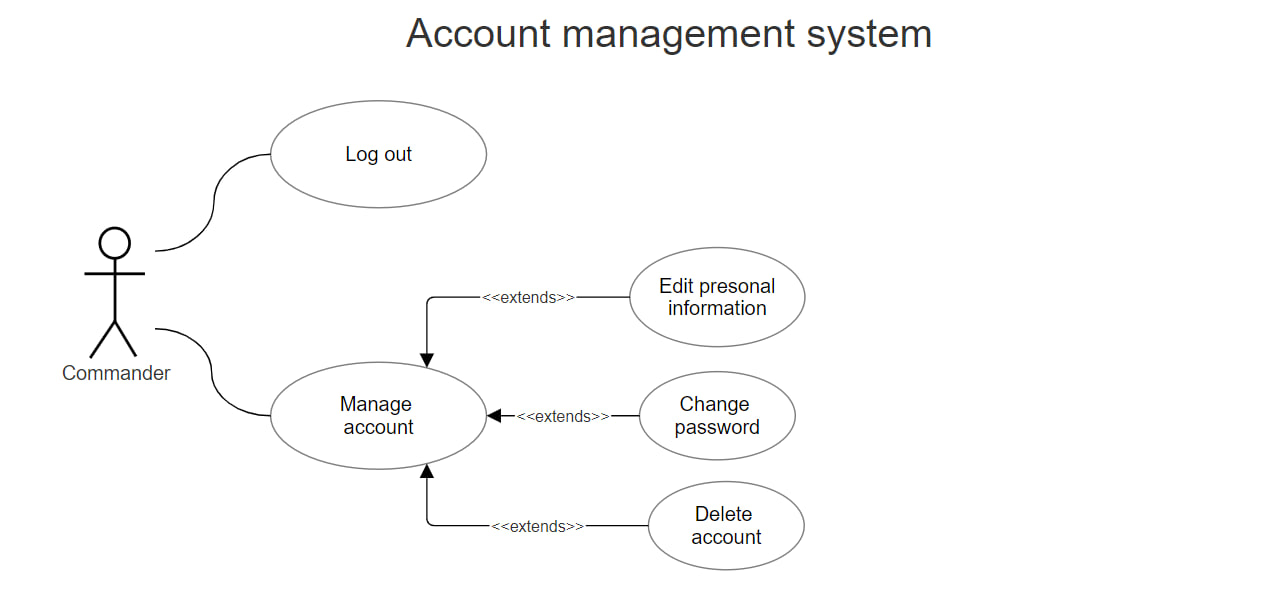 Account management system
Log out
Edit presonal
information
<<extends>>
Commander
Manage
account
Change
password
<<extends>>
Delete
account
<<extends>>